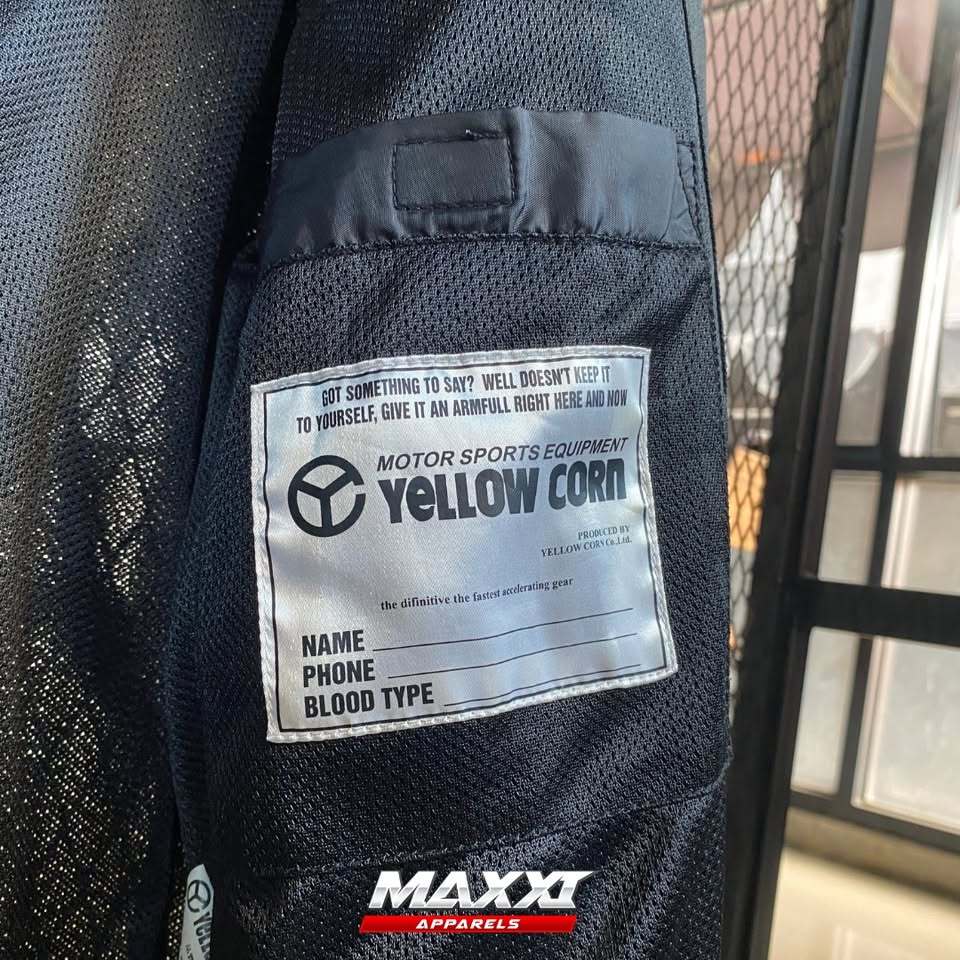 GOT SOMETHING TO SAY? WELL DOESN'T KEEP IT
TO YOURSELF, GIVE IT AN ARMFULL RIGHT HERE AND NOW
MOTOR SPORTS EQUIPMENT
YeLLOW CORn
PRODUCED BY
YELLOW CORN Co.,Ltd.
the difinitive the fastest accelerating gear
NAME
PHONE
BLOOD TYPE
MAXXT
APPARELS